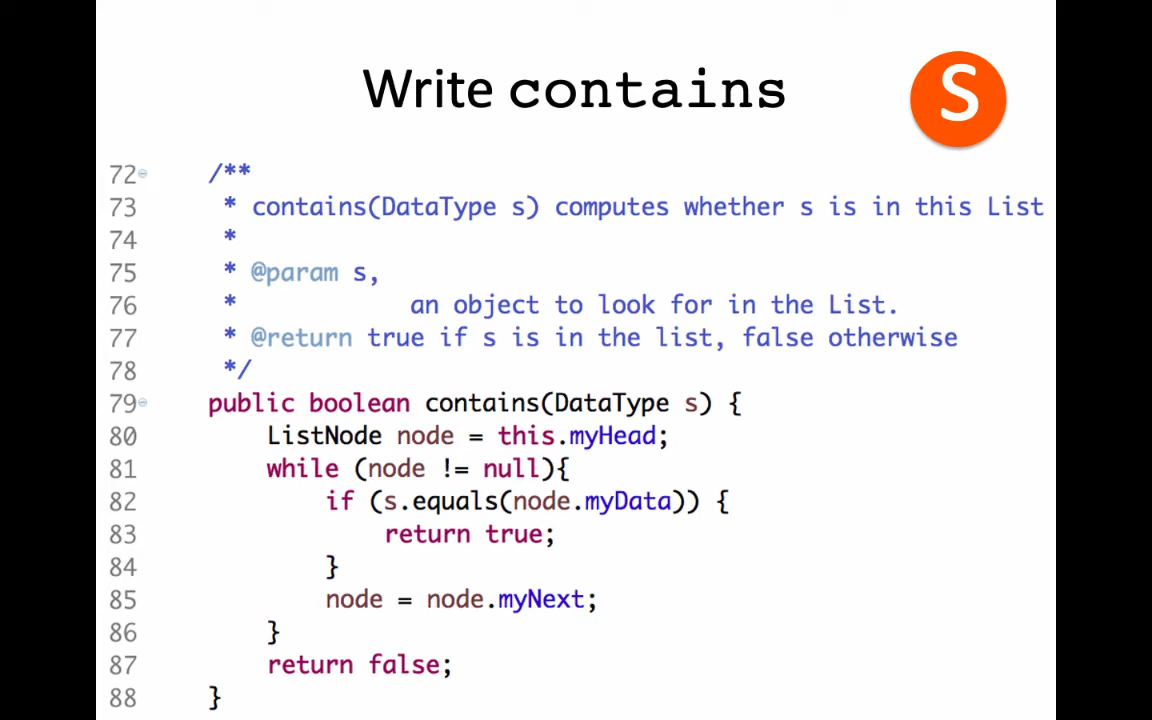 Write contains
S
72 /**
73 * contains(DataType s) computes whether s is in this List
74 *
75 * @param s,
76 * an object to look for in the List.
77 * @return true if s is in the list, false otherwise
78 */
79 public boolean contains(DataType s) {
80 ListNode node = this.myHead;
81 while (node != null){
82 if (s.equals(node.myData)) {
83 return true;
84 }
85 node = node.myNext;
86 }
87 return false;
88 }